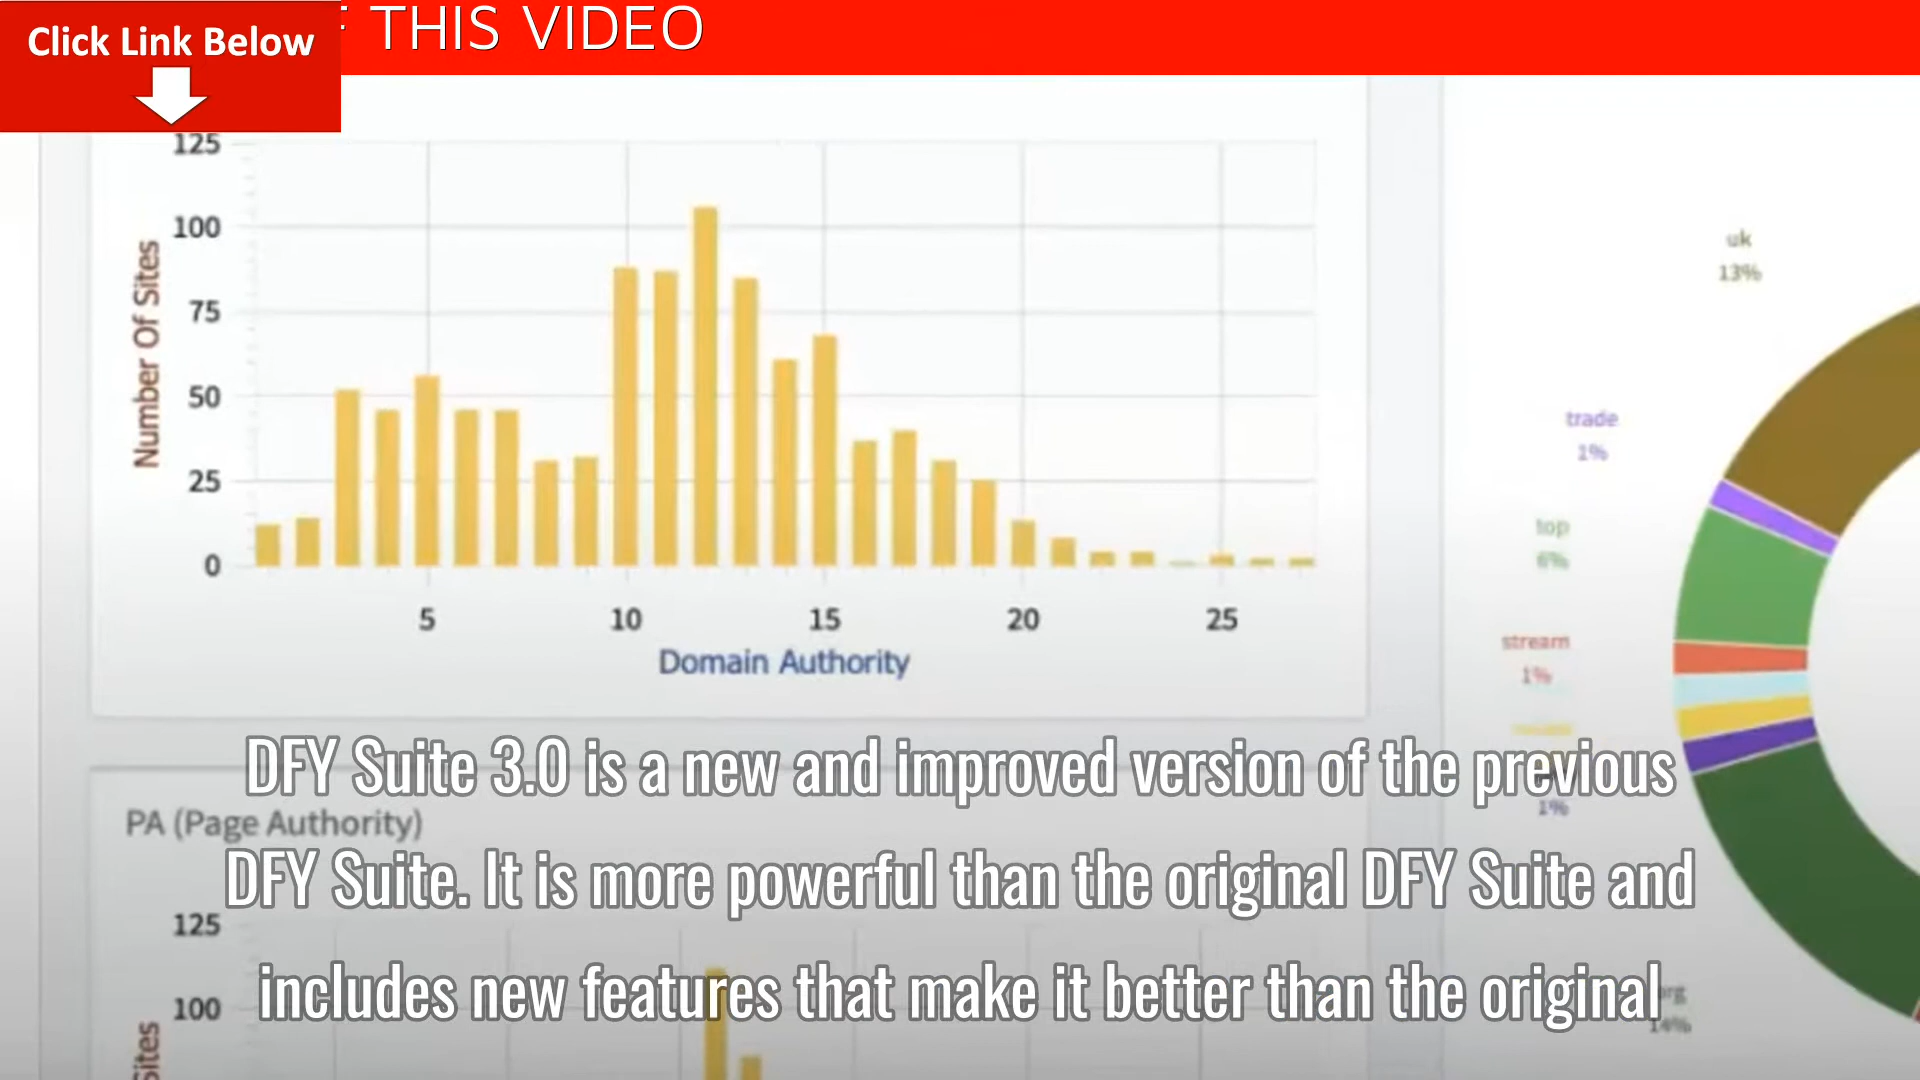 THIS VIDEO
Click Link Below
125
100
75
50
25
0
Number Of Sites
5 10 15 20 25
Domain Authority
uk
13%
trade
1%
top
6%
stream
1%
1%
14%
PA (Page Authority)
125
100
Sites
DFY Suite 3.0 is a new and improved version of the previous
DFY Suite. It is more powerful than the original DFY Suite and
includes new features that make it better than the original